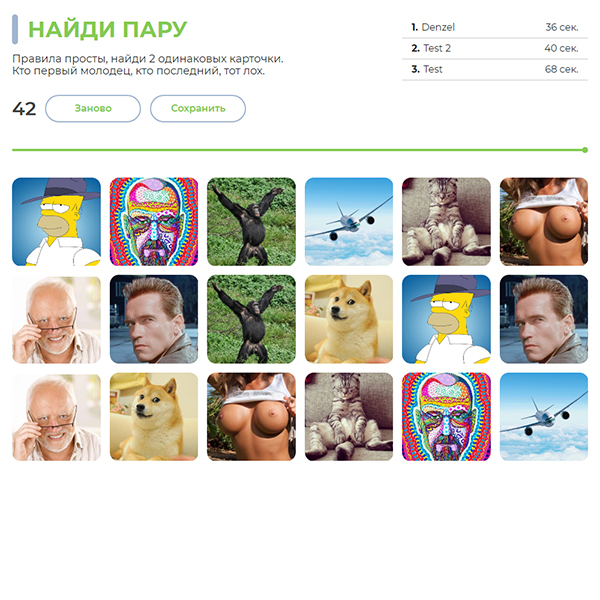 НАЙДИ ПАРУ
Правила просты, найди 2 одинаковых карточки.
Кто первый молодец, кто последний, тот лох.
42 Заново Сохранить
1. Denzel 36 сек.
2. Test 2 40 сек.
3. Test 68 сек.